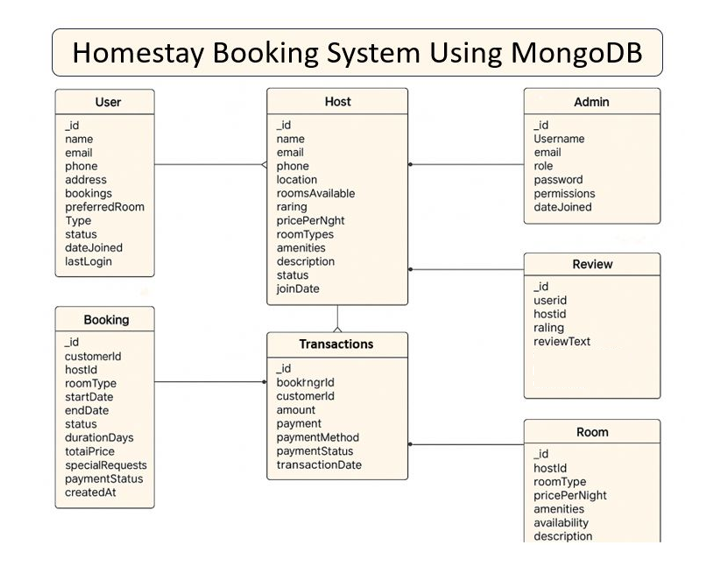 Homestay Booking System Using MongoDB
User
_id
name
email
phone
address
bookings
preferredRoom
Type
status
dateJoined
lastLogin
Host
_id
name
email
phone
location
roomsAvailable
raring
pricePerNght
roomTypes
amenities
description
status
joinDate
Admin
_id
Username
email
role
password
permissions
dateJoined
Review
_id
userid
hostid
raling
reviewText
Booking
_id
customerId
hostId
roomType
startDate
endDate
status
durationDays
totaiPrice
specialRequests
paymentStatus
createdAt
Transactions
_id
bookrngrId
customerId
amount
payment
paymentMethod
paymentStatus
transactionDate
Room
_id
hostId
roomType
pricePerNight
amenities
availability
description